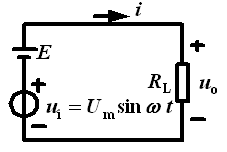 i
+
E
+
R_L
u_o
u_i = U_m sin ω t
−
−